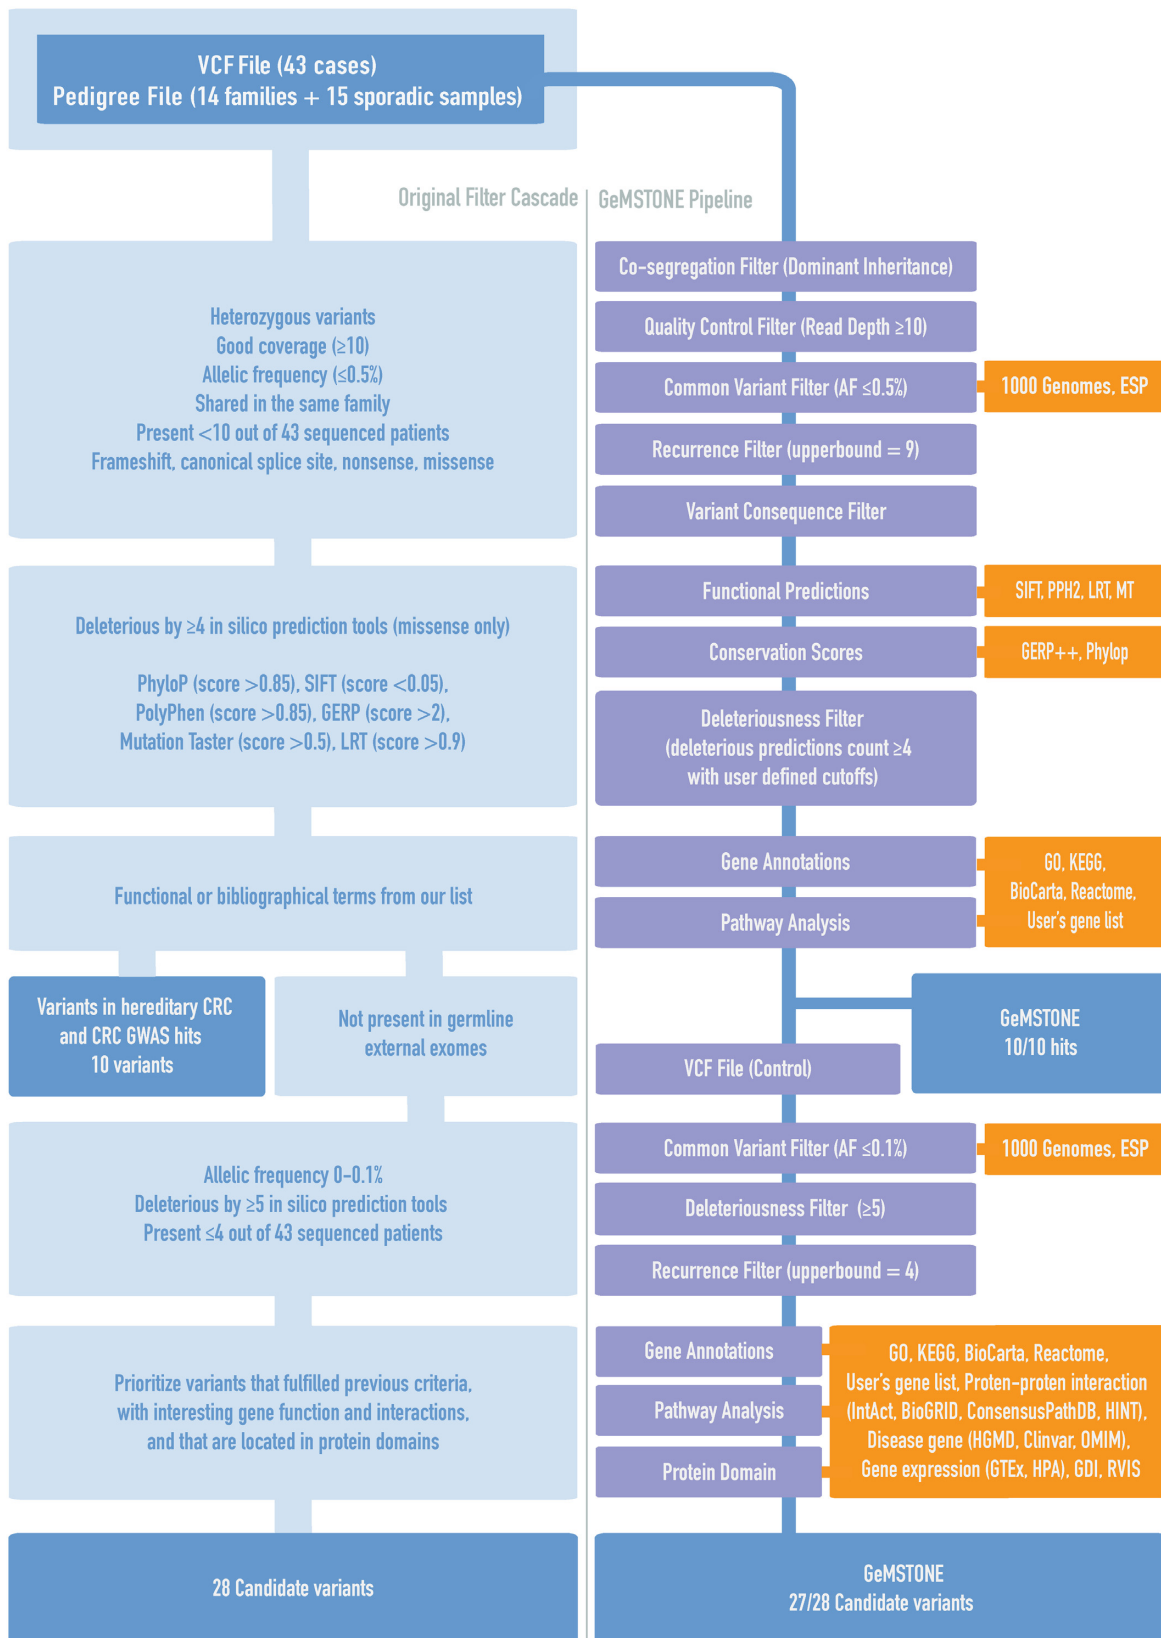 VCF File (43 cases)
Pedigree File (14 families + 15 sporadic samples)
Original Filter Cascade
GeMSTONE Pipeline
Heterozygous variants
Good coverage (≥10)
Allelic frequency (≤0.5%)
Shared in the same family
Present <10 out of 43 sequenced patients
Frameshift, canonical splice site, nonsense, missense
Co-segregation Filter (Dominant Inheritance)
Quality Control Filter (Read Depth ≥10)
Common Variant Filter (AF ≤0.5%)
1000 Genomes, ESP
Recurrence Filter (upperbound = 9)
Variant Consequence Filter
Deleterious by ≥4 in silico prediction tools (missense only)
PhyloP (score >0.85), SIFT (score <0.05),
PolyPhen (score >0.85), GERP (score >2),
Mutation Taster (score >0.5), LRT (score >0.9)
Functional Predictions
SIFT, PPH2, LRT, MT
Conservation Scores
GERP++, Phylop
Deleteriousness Filter
(deleterious predictions count ≥4
with user defined cutoffs)
Functional or bibliographical terms from our list
Gene Annotations
Pathway Analysis
GO, KEGG,
BioCarta, Reactome,
User's gene list
Variants in hereditary CRC
and CRC GWAS hits
10 variants
Not present in germline
external exomes
GeMSTONE
10/10 hits
VCF File (Control)
Allelic frequency 0-0.1%
Deleterious by ≥5 in silico prediction tools
Present ≤4 out of 43 sequenced patients
Common Variant Filter (AF ≤0.1%)
1000 Genomes, ESP
Deleteriousness Filter (≥5)
Recurrence Filter (upperbound = 4)
Prioritize variants that fulfilled previous criteria,
with interesting gene function and interactions,
and that are located in protein domains
Gene Annotations
Pathway Analysis
Protein Domain
GO, KEGG, BioCarta, Reactome,
User's gene list, Proten-proten interaction
(IntAct, BioGRID, ConsensusPathDB, HINT),
Disease gene (HGMD, Clinvar, OMIM),
Gene expression (GTEx, HPA), GDI, RVIS
28 Candidate variants
GeMSTONE
27/28 Candidate variants